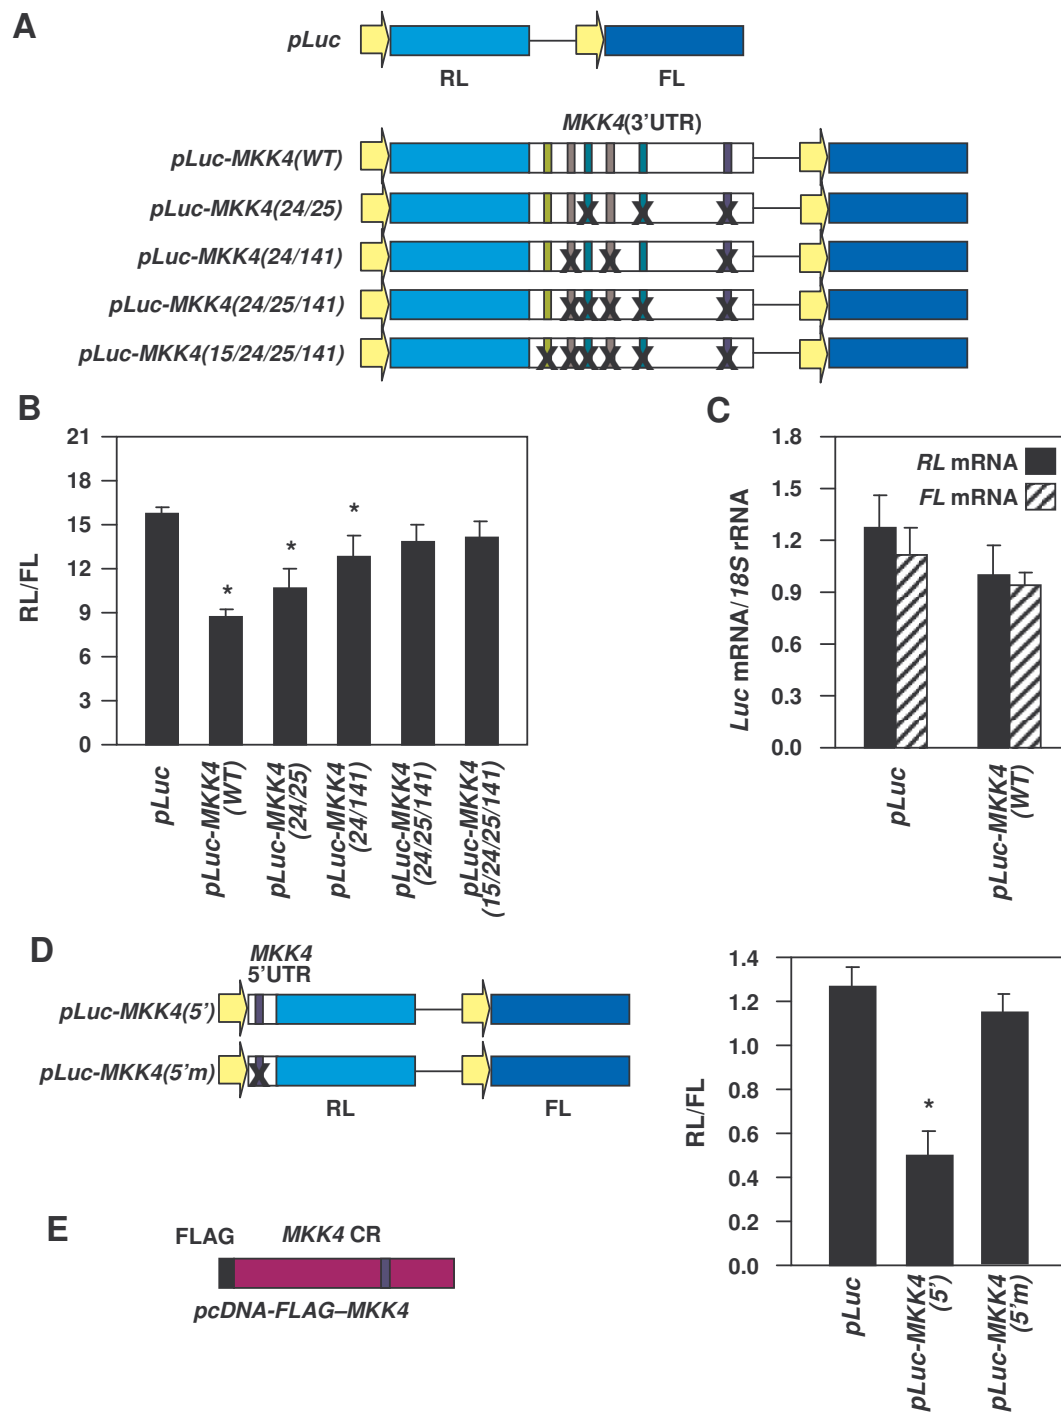 A
pLuc
RL
FL
MKK4(3'UTR)
pLuc-MKK4(WT)
pLuc-MKK4(24/25)
pLuc-MKK4(24/141)
pLuc-MKK4(24/25/141)
pLuc-MKK4(15/24/25/141)
B
21
18
15
12
9
6
3
0
RL/FL
*
*
*
pLuc
pLuc-MKK4
(WT)
pLuc-MKK4
(24/25)
pLuc-MKK4
(24/141)
pLuc-MKK4
(24/25/141)
pLuc-MKK4
(15/24/25/141)
C
1.8
1.5
1.2
0.9
0.6
0.3
0.0
Luc mRNA/18S rRNA
RL mRNA
FL mRNA
pLuc
pLuc-MKK4
(WT)
D
MKK4
5'UTR
pLuc-MKK4(5')
pLuc-MKK4(5'm)
RL
FL
1.4
1.2
1.0
0.8
0.6
0.4
0.2
0.0
RL/FL
*
pLuc
pLuc-MKK4
(5')
pLuc-MKK4
(5'm)
E
FLAG
MKK4 CR
pcDNA-FLAG–MKK4